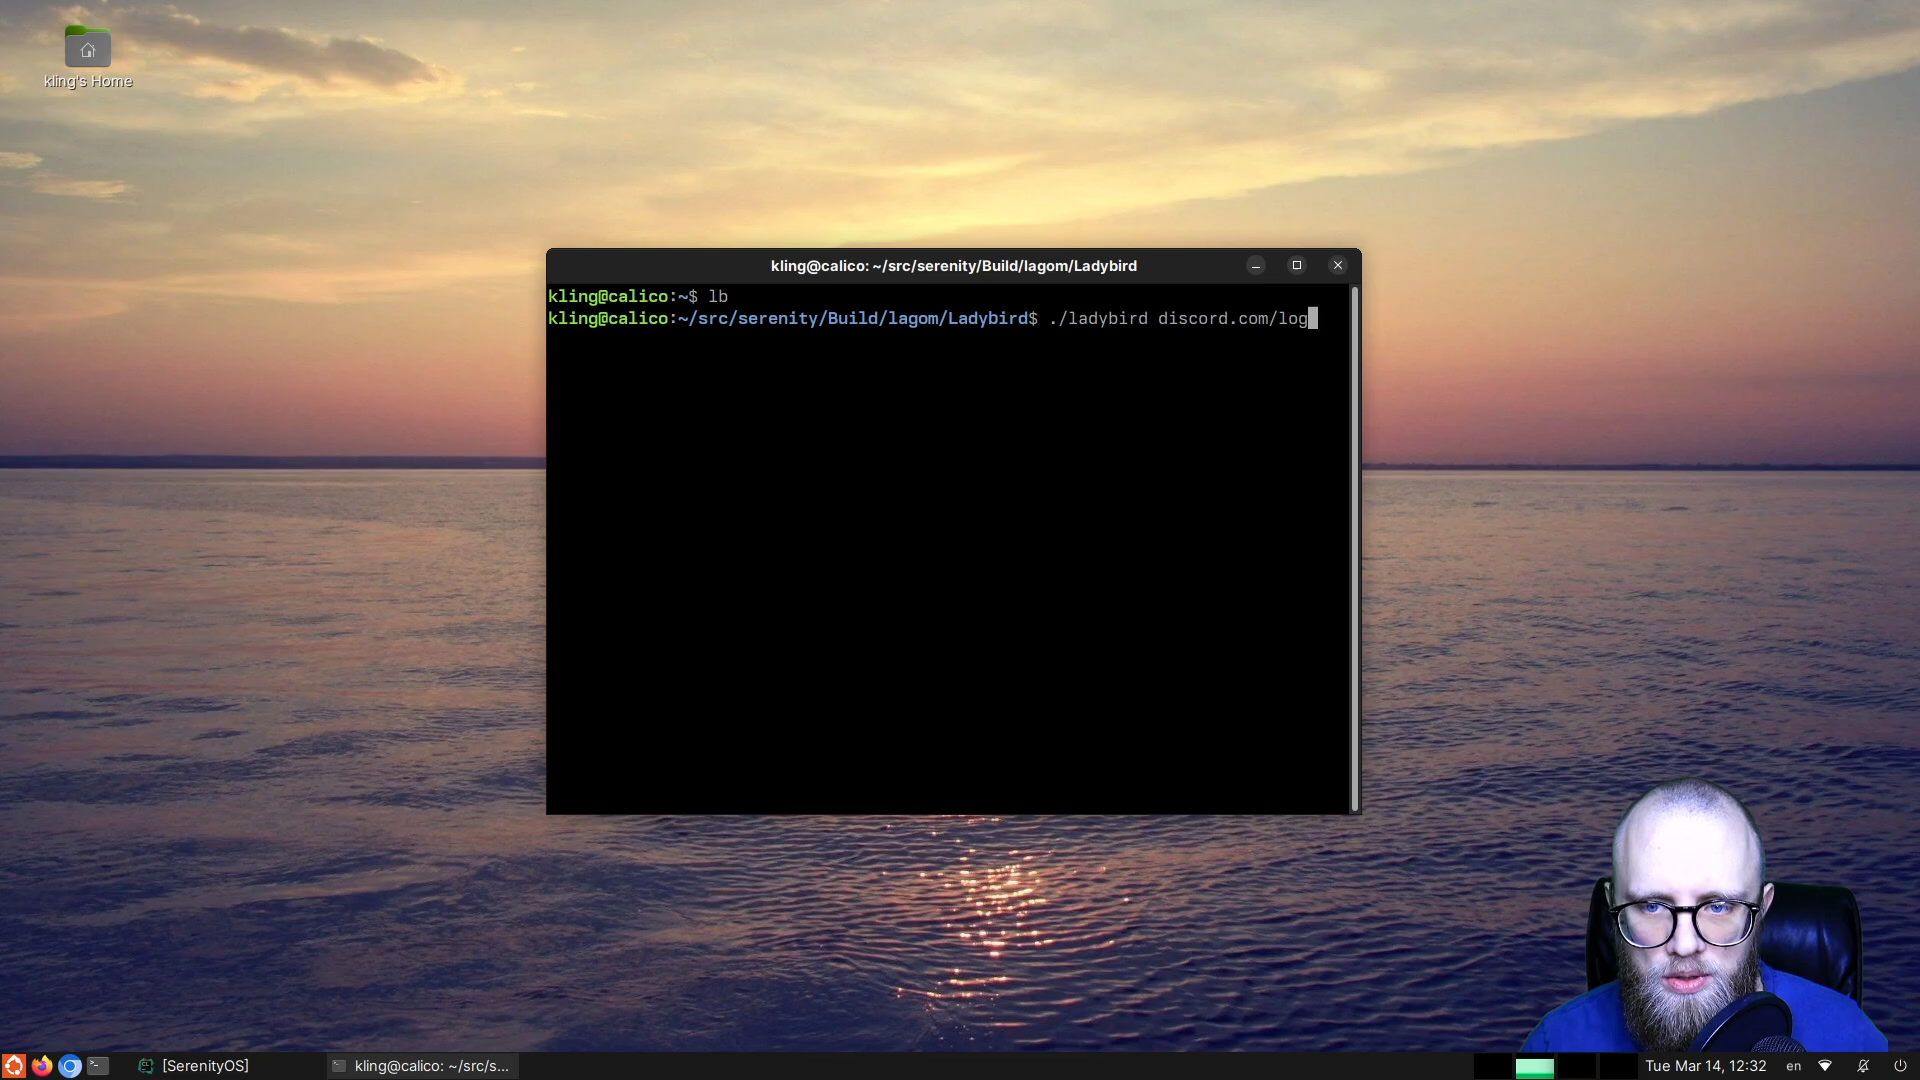 kling's Home
kling@calico: ~/src/serenity/Build/lagom/Ladybird
kling@calico:~$ lb
kling@calico:~/src/serenity/Build/lagom/Ladybird$ ./ladybird discord.com/log
[SerenityOS]
kling@calico: ~/src/s...
Tue Mar 14, 12:32
en